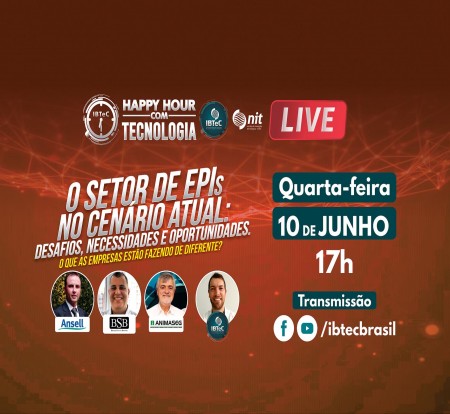 IBTeC
HAPPY HOUR
COM
TECNOLOGIA
IBTeC
nit
LIVE
O SETOR DE EPIs
NO CENÁRIO ATUAL:
DESAFIOS, NECESSIDADES E OPORTUNIDADES.
O QUE AS EMPRESAS ESTÃO FAZENDO DE DIFERENTE?
Ansell
BSB
ANIMASEG
IBTeC
Quarta-feira
10 DE JUNHO
17h
Transmissão
/ibtecbrasil